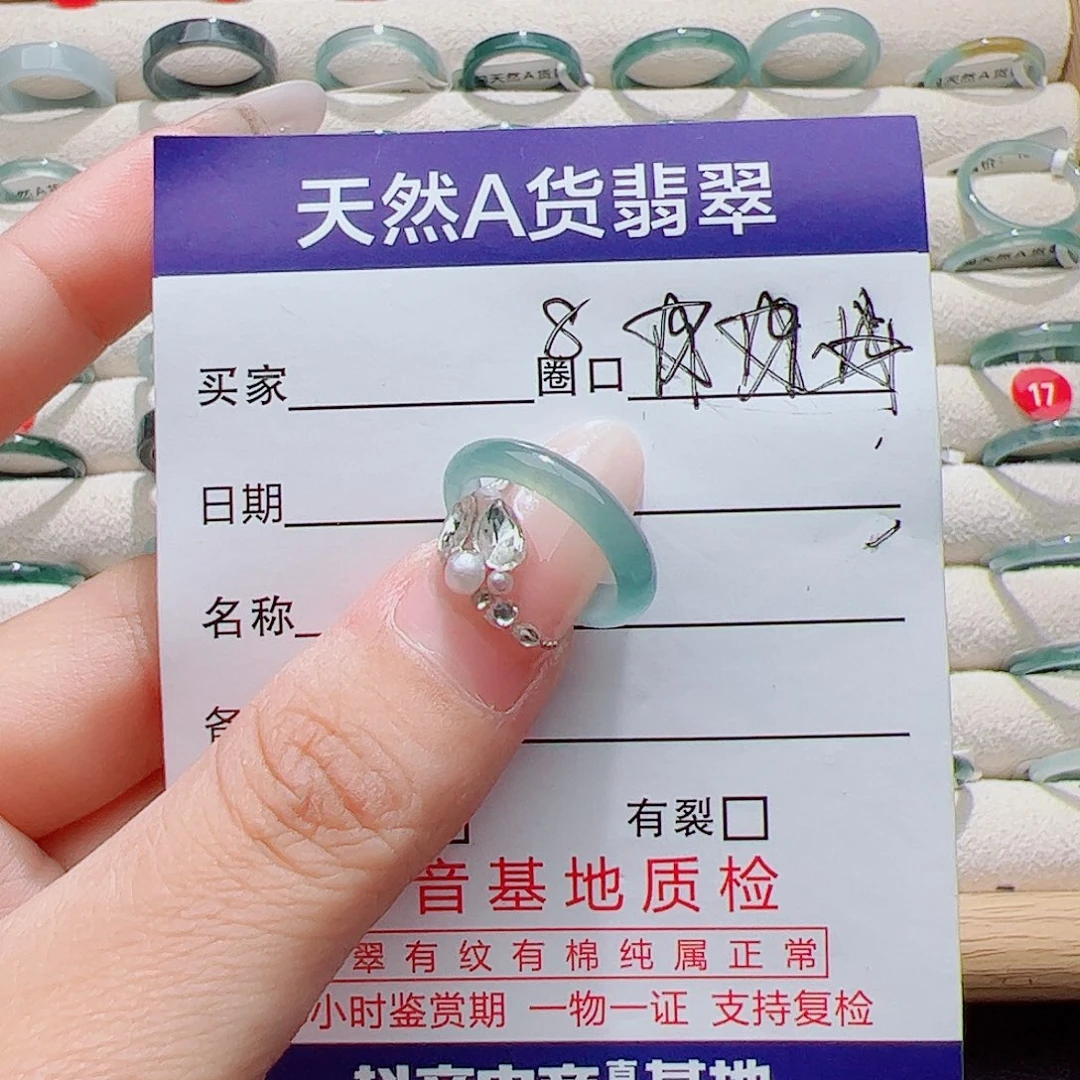 天然A货翡翠
8
买家 圈口
日期
名称
有裂
音基地质检
翠有纹有棉纯属正常
小时鉴赏期 一物一证 支持复检
17